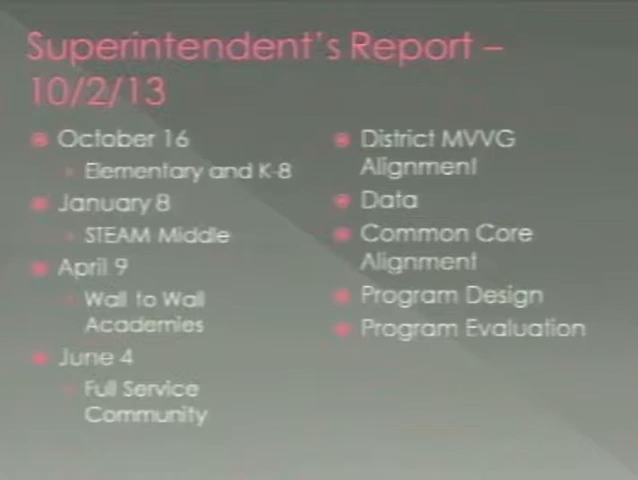 Superintendent's Report –
10/2/13
October 16
Elementary and K-8
January 8
STEAM Middle
April 9
Wall to Wall
Academies
June 4
Full Service
Community
District MVVG
Alignment
Data
Common Core
Alignment
Program Design
Program Evaluation